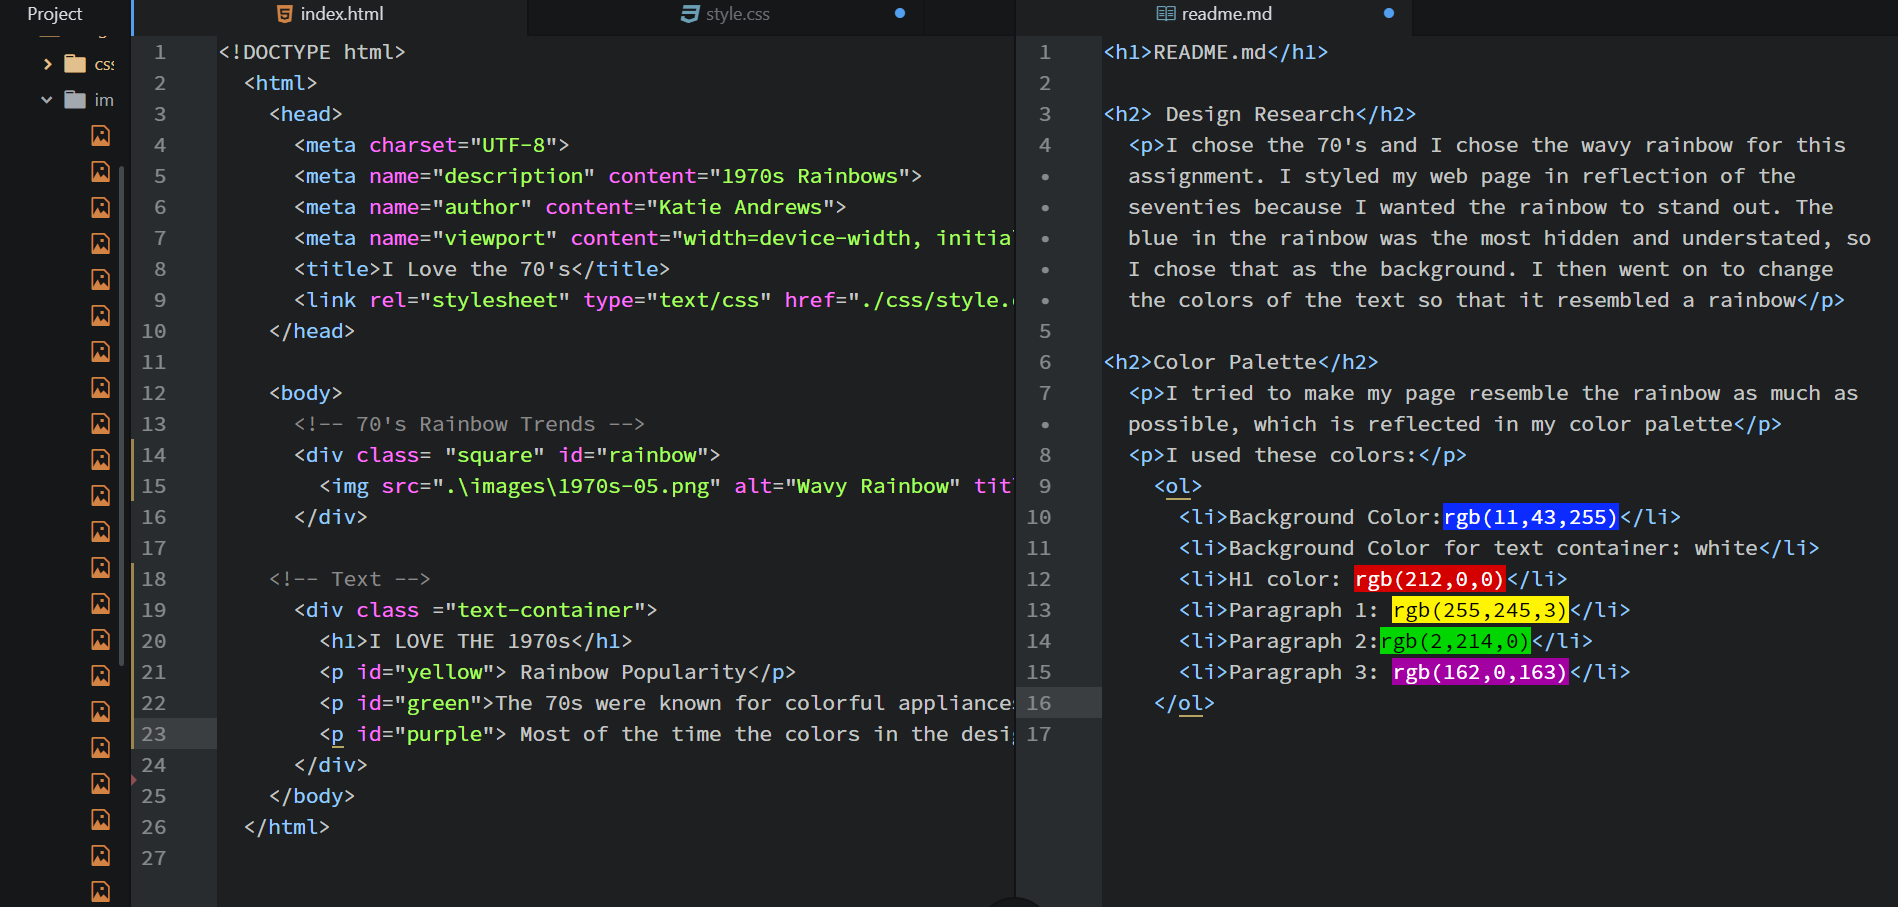 Project
index.html
style.css
readme.md
css
im
1 <!DOCTYPE html>
2 <html>
3 <head>
4 <meta charset="UTF-8">
5 <meta name="description" content="1970s Rainbows">
6 <meta name="author" content="Katie Andrews">
7 <meta name="viewport" content="width=device-width, initial
8 <title>I Love the 70's</title>
9 <link rel="stylesheet" type="text/css" href="./css/style.c
10 </head>
11
12 <body>
13 <!-- 70's Rainbow Trends -->
14 <div class= "square" id="rainbow">
15 <img src=".\images\1970s-05.png" alt="Wavy Rainbow" titl
16 </div>
17
18 <!-- Text -->
19 <div class ="text-container">
20 <h1>I LOVE THE 1970s</h1>
21 <p id="yellow"> Rainbow Popularity</p>
22 <p id="green">The 70s were known for colorful appliances
23 <p id="purple"> Most of the time the colors in the desi
24 </div>
25 </body>
26 </html>
27
1 <h1>README.md</h1>
2
3 <h2> Design Research</h2>
4 <p>I chose the 70's and I chose the wavy rainbow for this
• assignment. I styled my web page in reflection of the
• seventies because I wanted the rainbow to stand out. The
• blue in the rainbow was the most hidden and understated, so
• I chose that as the background. I then went on to change
• the colors of the text so that it resembled a rainbow</p>
5
6 <h2>Color Palette</h2>
7 <p>I tried to make my page resemble the rainbow as much as
• possible, which is reflected in my color palette</p>
8 <p>I used these colors:</p>
9 <ol>
10 <li>Background Color:rgb(11,43,255)</li>
11 <li>Background Color for text container: white</li>
12 <li>H1 color: rgb(212,0,0)</li>
13 <li>Paragraph 1: rgb(255,245,3)</li>
14 <li>Paragraph 2:rgb(2,214,0)</li>
15 <li>Paragraph 3: rgb(162,0,163)</li>
16 </ol>
17